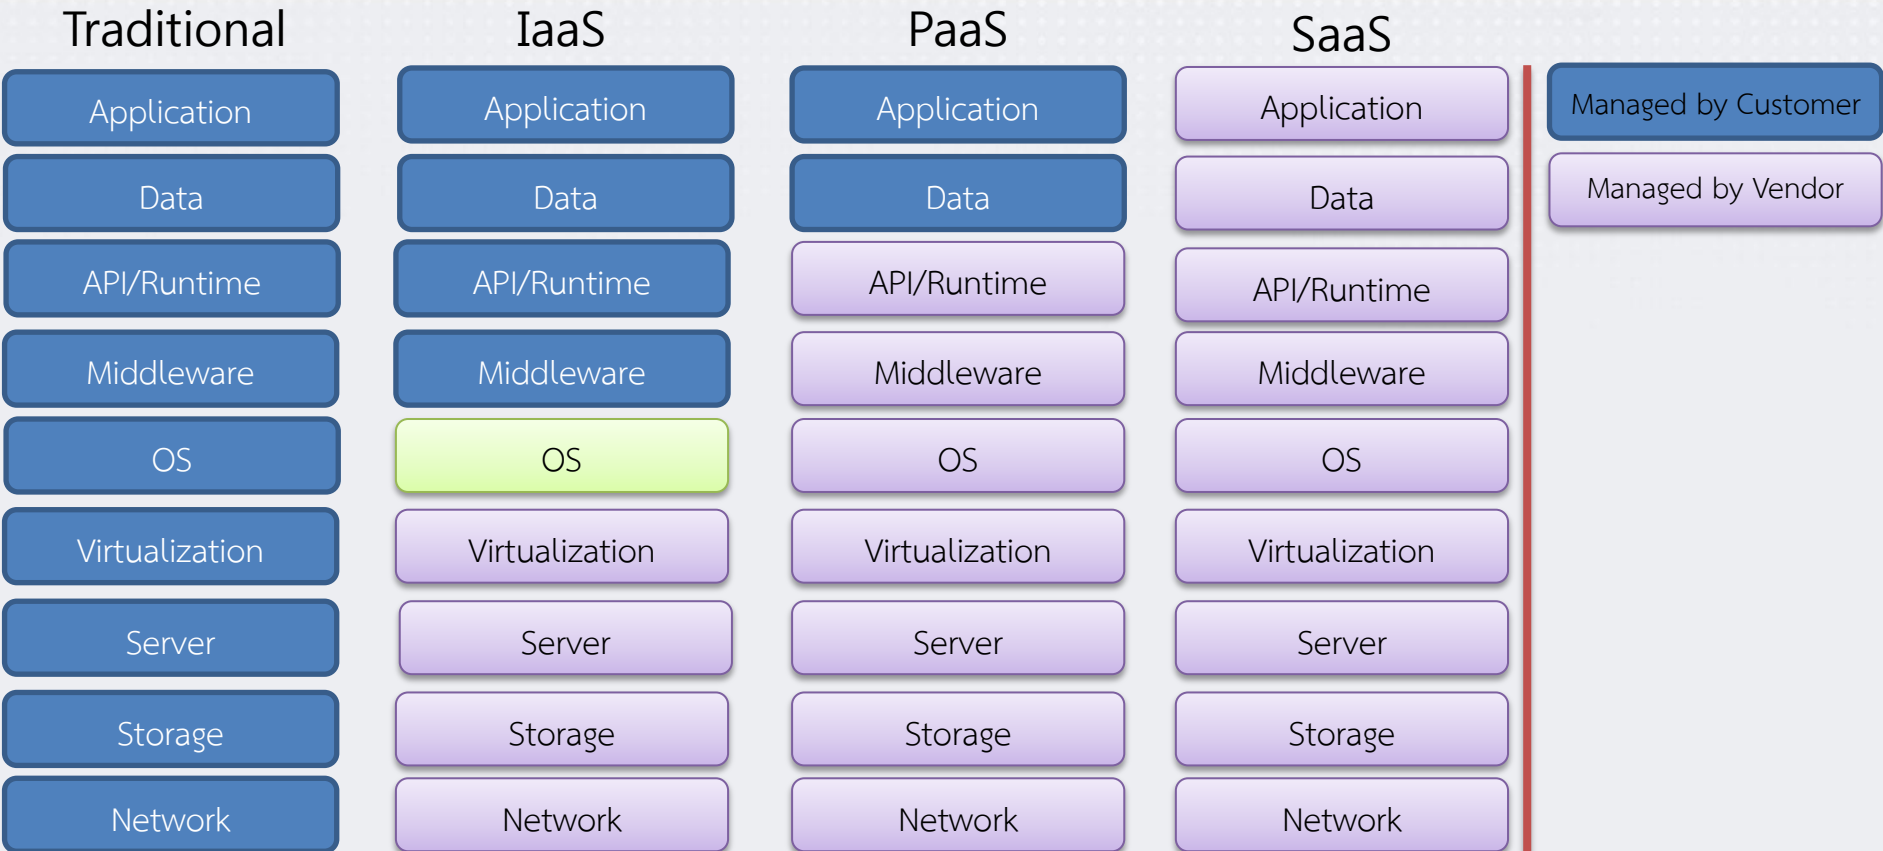 Traditional
IaaS
PaaS
SaaS
Application
Application
Application
Application
Managed by Customer
Data
Data
Data
Data
Managed by Vendor
API/Runtime
API/Runtime
API/Runtime
API/Runtime
Middleware
Middleware
Middleware
Middleware
OS
OS
OS
OS
Virtualization
Virtualization
Virtualization
Virtualization
Server
Server
Server
Server
Storage
Storage
Storage
Storage
Network
Network
Network
Network